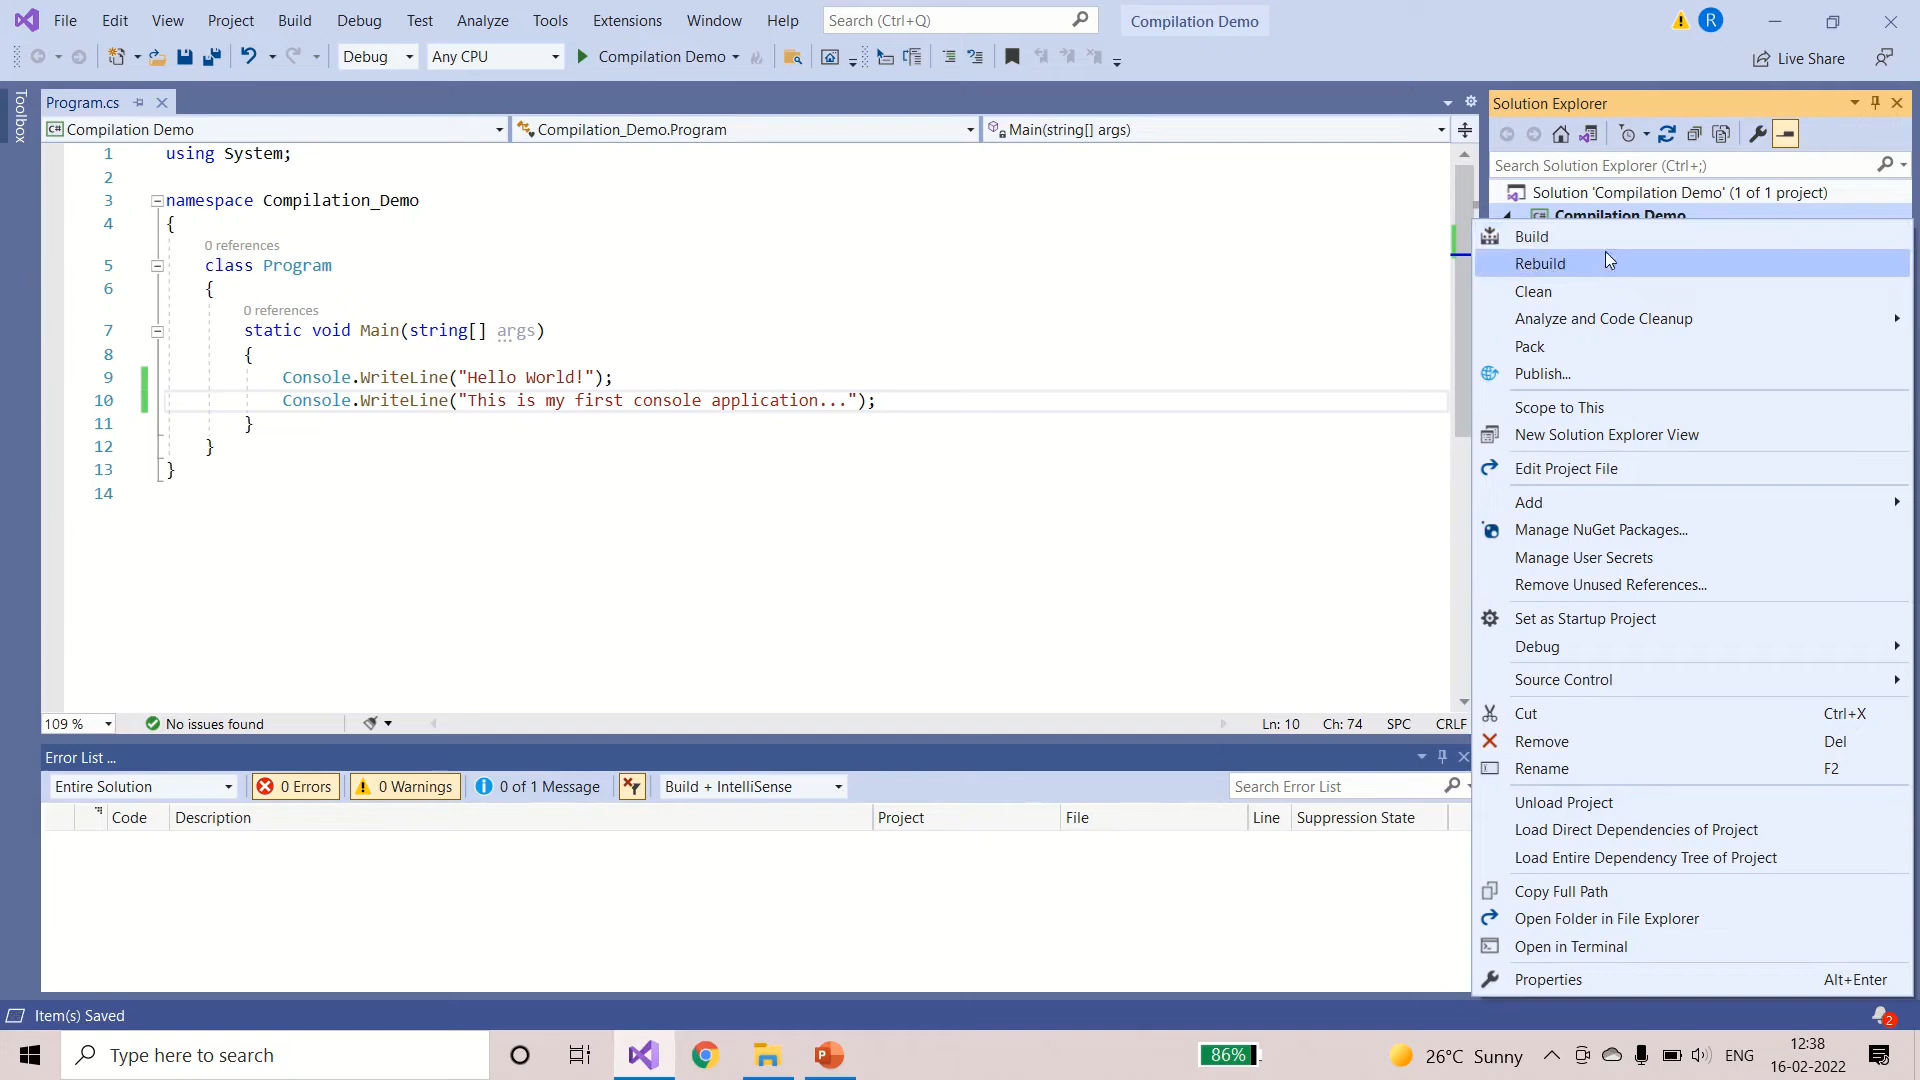 File Edit View Project Build Debug Test Analyze Tools Extensions Window Help Search (Ctrl+Q) Compilation Demo R
Debug Any CPU Compilation Demo Live Share
Toolbox
Program.cs
Compilation Demo Compilation_Demo.Program Main(string[] args)
1 using System;
2
3 namespace Compilation_Demo
4 {
0 references
5 class Program
6 {
0 references
7 static void Main(string[] args)
8 {
9 Console.WriteLine("Hello World!");
10 Console.WriteLine("This is my first console application...");
11 }
12 }
13 }
14
109 % No issues found Ln: 10 Ch: 74 SPC CRLF
Error List ...
Entire Solution 0 Errors 0 Warnings 0 of 1 Message Build + IntelliSense Search Error List
Code Description Project File Line Suppression State
Solution Explorer
Search Solution Explorer (Ctrl+;)
Solution 'Compilation Demo' (1 of 1 project)
C# Compilation Demo
Build
Rebuild
Clean
Analyze and Code Cleanup
Pack
Publish...
Scope to This
New Solution Explorer View
Edit Project File
Add
Manage NuGet Packages...
Manage User Secrets
Remove Unused References...
Set as Startup Project
Debug
Source Control
Cut Ctrl+X
Remove Del
Rename F2
Unload Project
Load Direct Dependencies of Project
Load Entire Dependency Tree of Project
Copy Full Path
Open Folder in File Explorer
Open in Terminal
Properties Alt+Enter
Item(s) Saved 2
Type here to search 86% 26°C Sunny ENG 12:38
16-02-2022